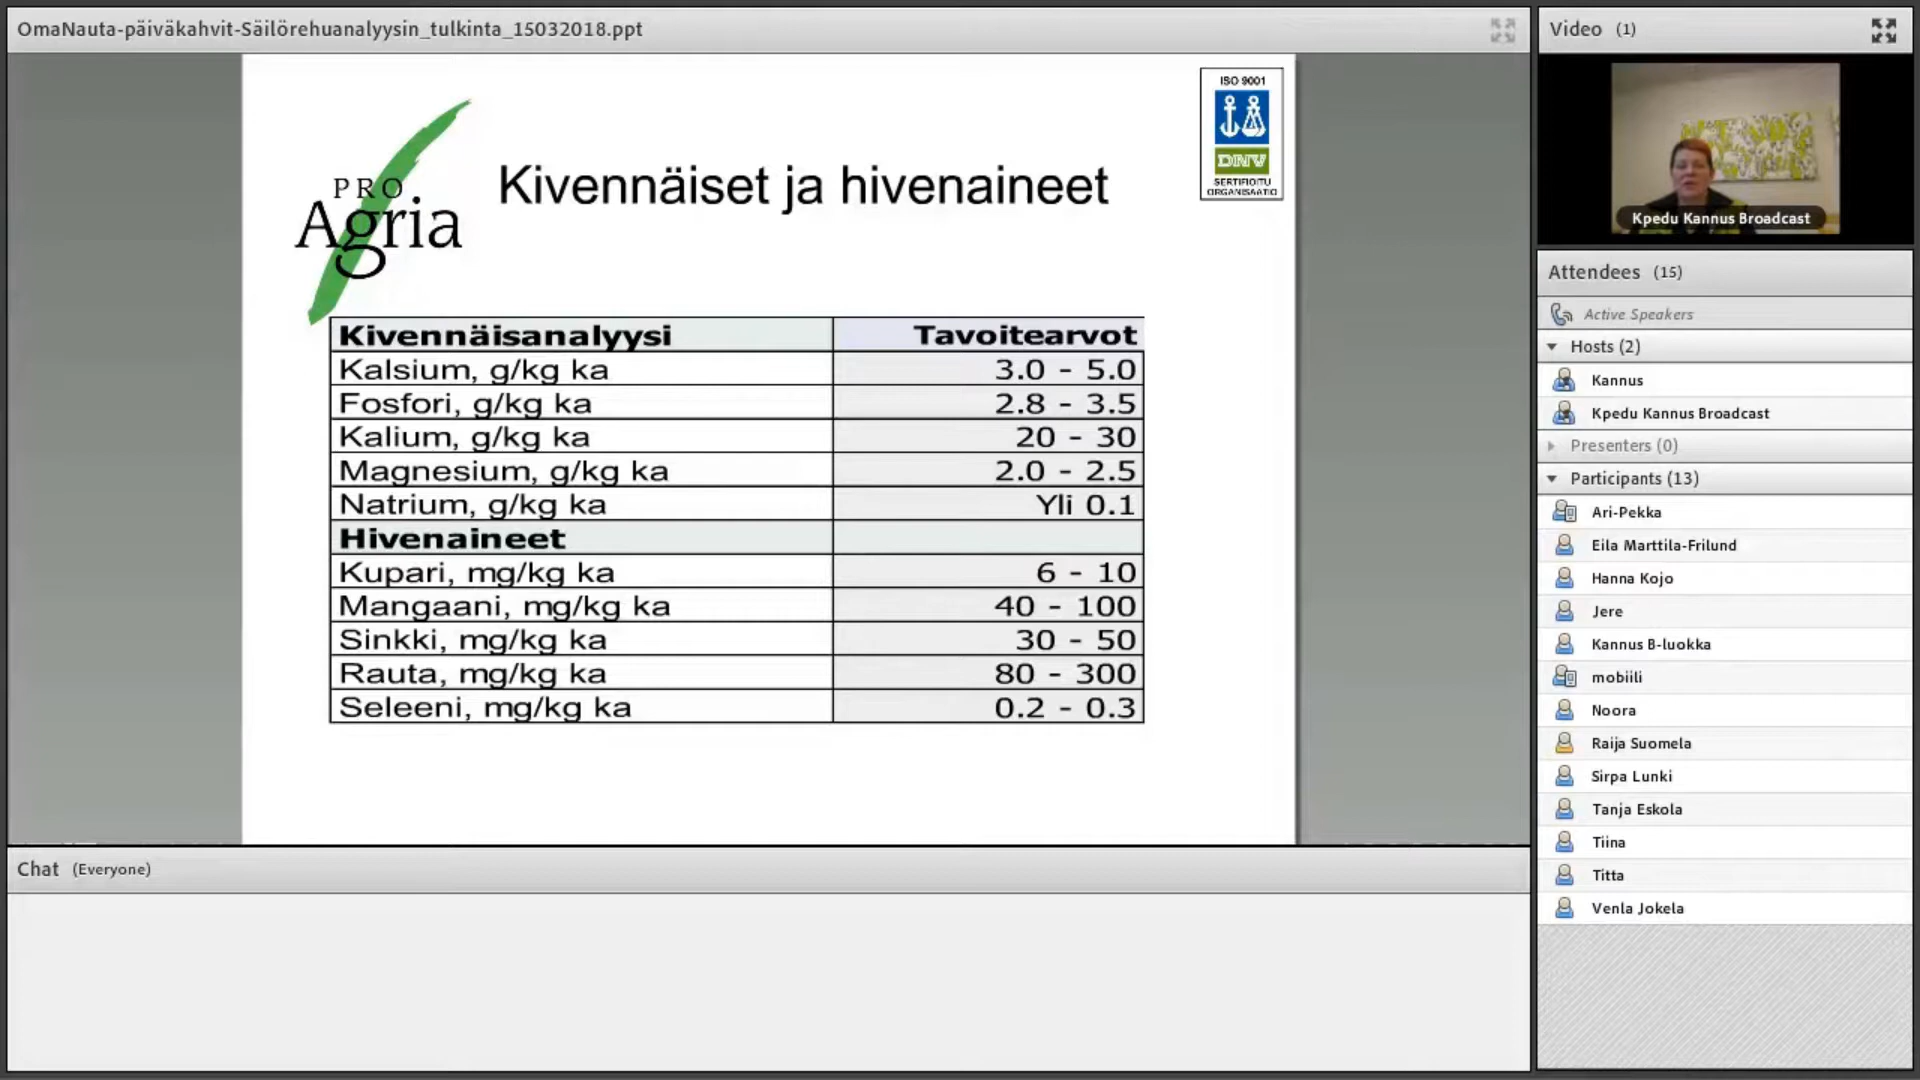 OmaNauta-päiväkahvit-Säilörehuanalyysin_tulkinta_15032018.ppt
PRO
Agria
Kivennäiset ja hivenaineet
ISO 9001
DNV
SERTIFIOITU
ORGANISAATIO
Kivennäisanalyysi Tavoitearvot
Kalsium, g/kg ka 3.0 - 5.0
Fosfori, g/kg ka 2.8 - 3.5
Kalium, g/kg ka 20 - 30
Magnesium, g/kg ka 2.0 - 2.5
Natrium, g/kg ka Yli 0.1
Hivenaineet
Kupari, mg/kg ka 6 - 10
Mangaani, mg/kg ka 40 - 100
Sinkki, mg/kg ka 30 - 50
Rauta, mg/kg ka 80 - 300
Seleeni, mg/kg ka 0.2 - 0.3
Chat (Everyone)
Video (1)
Kpedu Kannus Broadcast
Attendees (15)
Active Speakers
Hosts (2)
Kannus
Kpedu Kannus Broadcast
Presenters (0)
Participants (13)
Ari-Pekka
Eila Marttila-Frilund
Hanna Kojo
Jere
Kannus B-luokka
mobiili
Noora
Raija Suomela
Sirpa Lunki
Tanja Eskola
Tiina
Titta
Venla Jokela